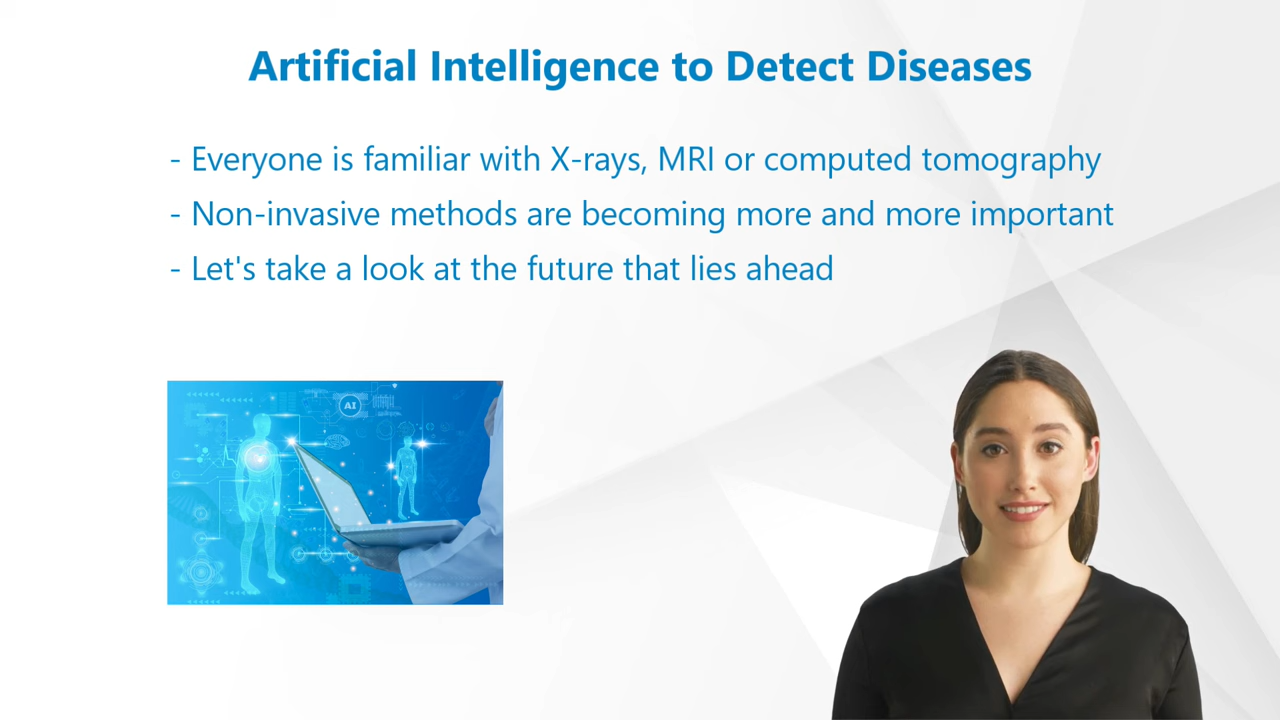 Artificial Intelligence to Detect Diseases
- Everyone is familiar with X-rays, MRI or computed tomography
- Non-invasive methods are becoming more and more important
- Let's take a look at the future that lies ahead
AI